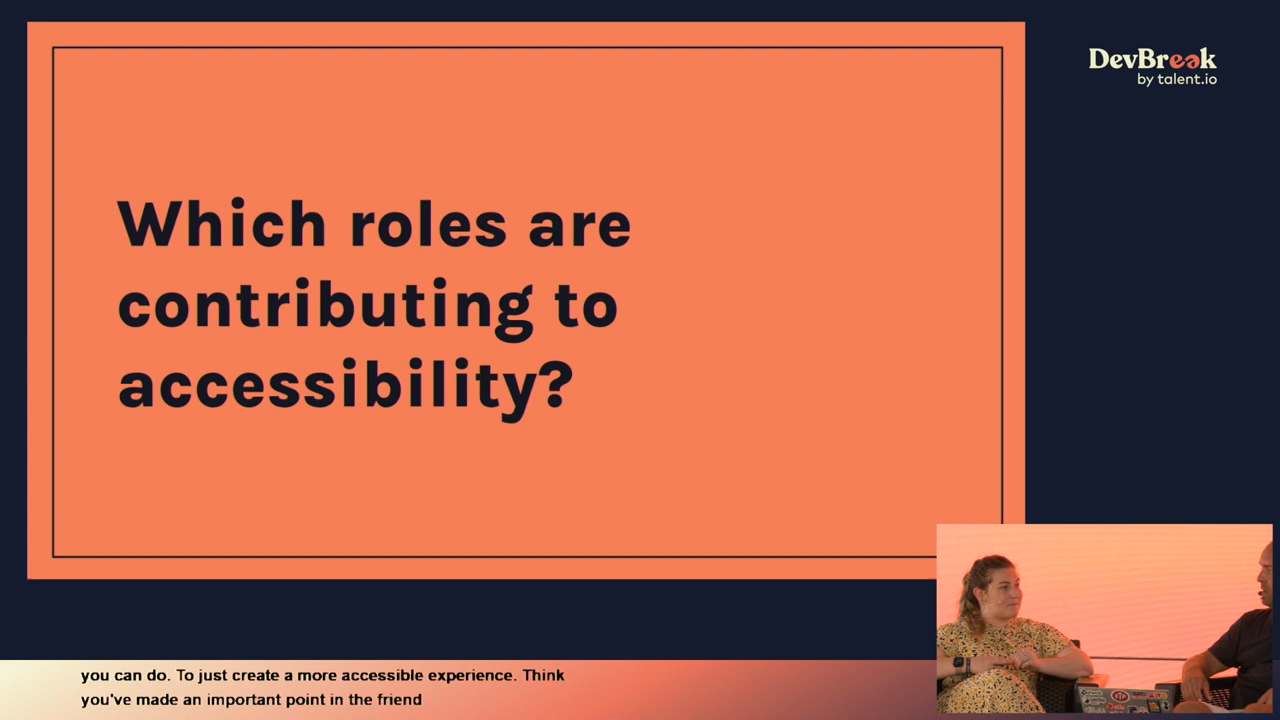 DevBreak
by talent.io
Which roles are
contributing to
accessibility?
you can do. To just create a more accessible experience. Think
you've made an important point in the friend